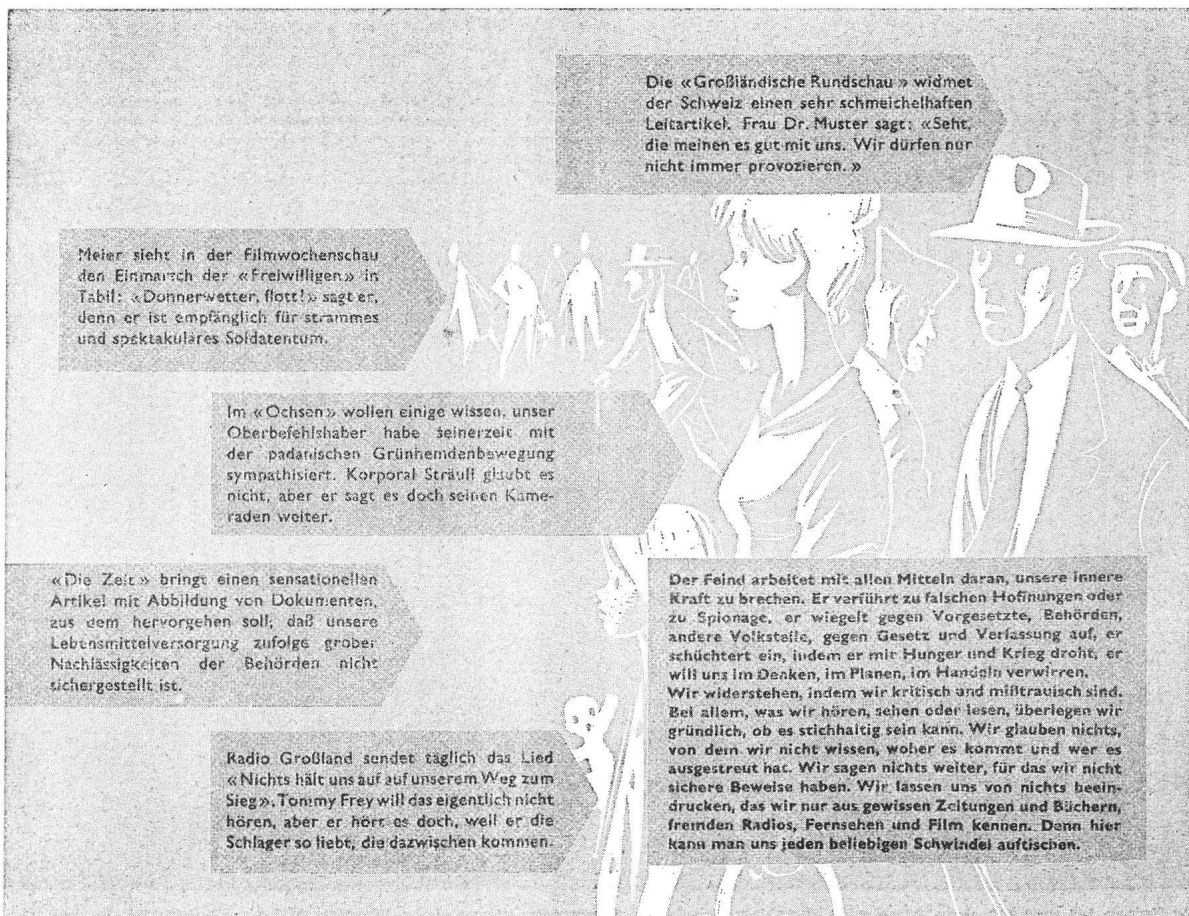 Die «Großländische Rundschau» widmet
der Schweiz einen sehr schmeichelhaften
Leitartikel. Frau Dr. Muster sagt: «Seht,
die meinen es gut mit uns. Wir dürfen nur
nicht immer provozieren.»
Meier sieht in der Filmwochenschau
den Einmarsch der «Freiwilligen» in
Tabil: «Donnerwetter, flott!» sagt er,
denn er ist empfänglich für strammes
und spektakuläres Soldatentum.
Im «Ochsen» wollen einige wissen, unser
Oberbefehlshaber habe seinerzeit mit
der padanischen Grünhemdenbewegung
sympathisiert. Korporal Sträuli glaubt es
nicht, aber er sagt es doch seinen Kame-
raden weiter.
«Die Zeit» bringt einen sensationellen
Artikel mit Abbildung von Dokumenten,
aus dem hervorgehen soll, daß unsere
Lebensmittelversorgung zufolge grober
Nachlässigkeiten der Behörden nicht
sichergestellt ist.
Radio Großland sendet täglich das Lied
«Nichts hält uns auf auf unserem Weg zum
Sieg». Tommy Frey will das eigentlich nicht
hören, aber er hört es doch, weil er die
Schlager so liebt, die dazwischen kommen.
Der Feind arbeitet mit allen Mitteln daran, unsere innere
Kraft zu brechen. Er verführt zu falschen Hoffnungen oder
zu Spionage, er wiegelt gegen Vorgesetzte, Behörden,
andere Volksteile, gegen Gesetz und Verfassung auf, er
schüchtert ein, indem er mit Hunger und Krieg droht, er
will uns im Denken, im Planen, im Handeln verwirren.
Wir widerstehen, indem wir kritisch und mißtrauisch sind.
Bei allem, was wir hören, sehen oder lesen, überlegen wir
gründlich, ob es stichhaltig sein kann. Wir glauben nichts,
von dem wir nicht wissen, woher es kommt und wer es
ausgestreut hat. Wir sagen nichts weiter, für das wir nicht
sichere Beweise haben. Wir lassen uns von nichts beein-
drucken, das wir nur aus gewissen Zeitungen und Büchern,
fremden Radios, Fernsehen und Film kennen. Denn hier
kann man uns jeden beliebigen Schwindel auftischen.